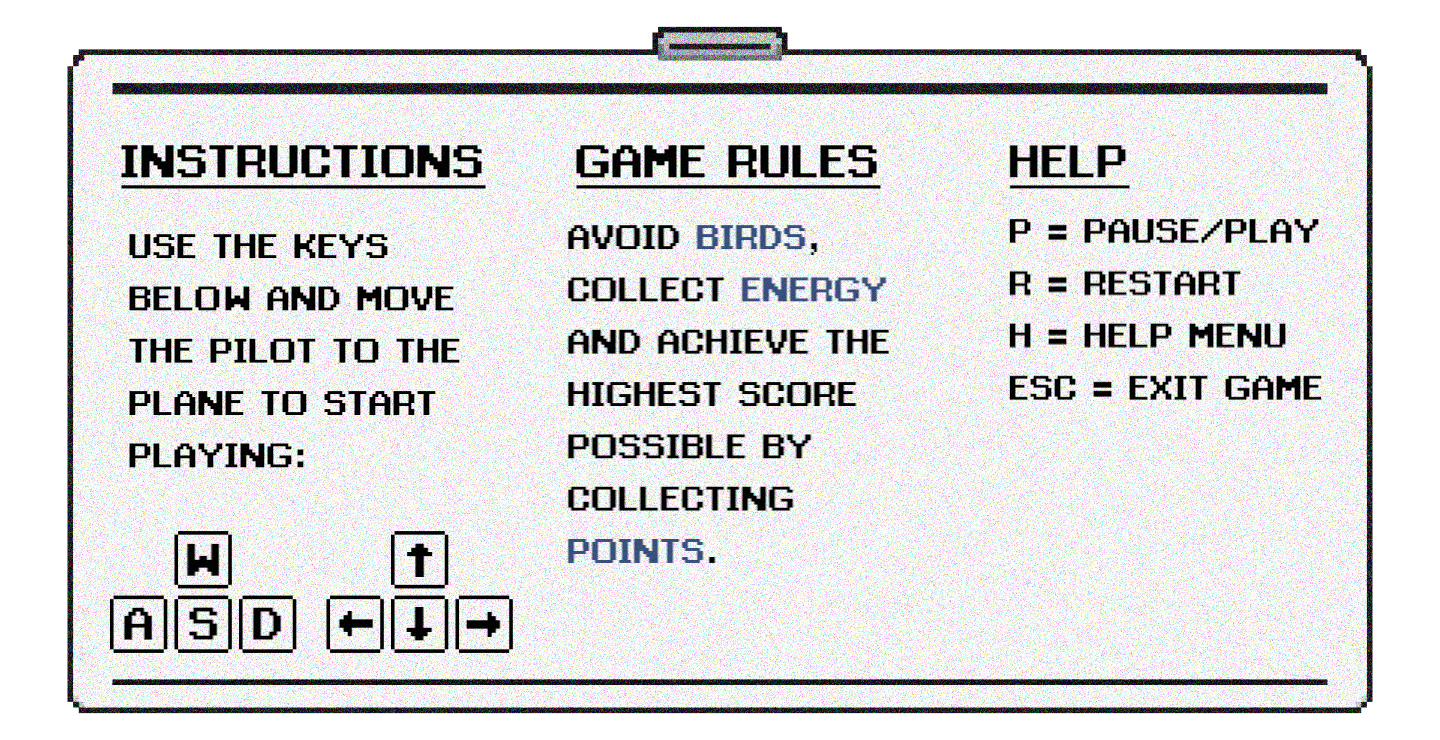 INSTRUCTIONS
USE THE KEYS
BELOW AND MOVE
THE PILOT TO THE
PLANE TO START
PLAYING:
W
A S D
↑
← ↓ →
GAME RULES
AVOID BIRDS,
COLLECT ENERGY
AND ACHIEVE THE
HIGHEST SCORE
POSSIBLE BY
COLLECTING
POINTS.
HELP
P = PAUSE/PLAY
R = RESTART
H = HELP MENU
ESC = EXIT GAME